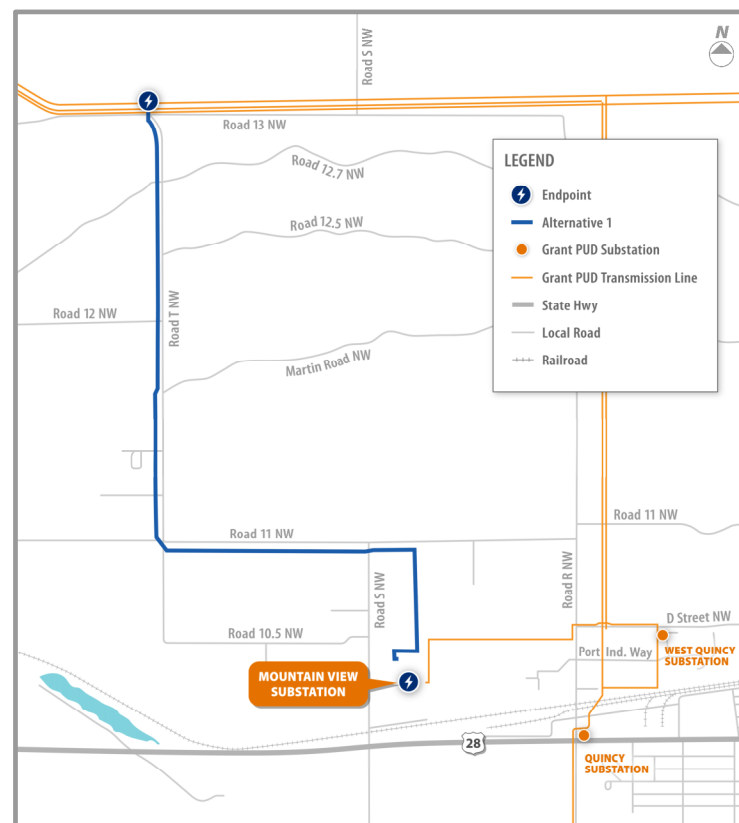 N
Road S NW
Road 13 NW
Road 12.7 NW
LEGEND
Endpoint
Alternative 1
Grant PUD Substation
Grant PUD Transmission Line
State Hwy
Local Road
Railroad
Road 12.5 NW
Road 12 NW
Road T NW
Martin Road NW
Road 11 NW
Road 11 NW
Road S NW
Road R NW
Road 10.5 NW
D Street NW
Port Ind. Way
WEST QUINCY
SUBSTATION
MOUNTAIN VIEW
SUBSTATION
28
QUINCY
SUBSTATION